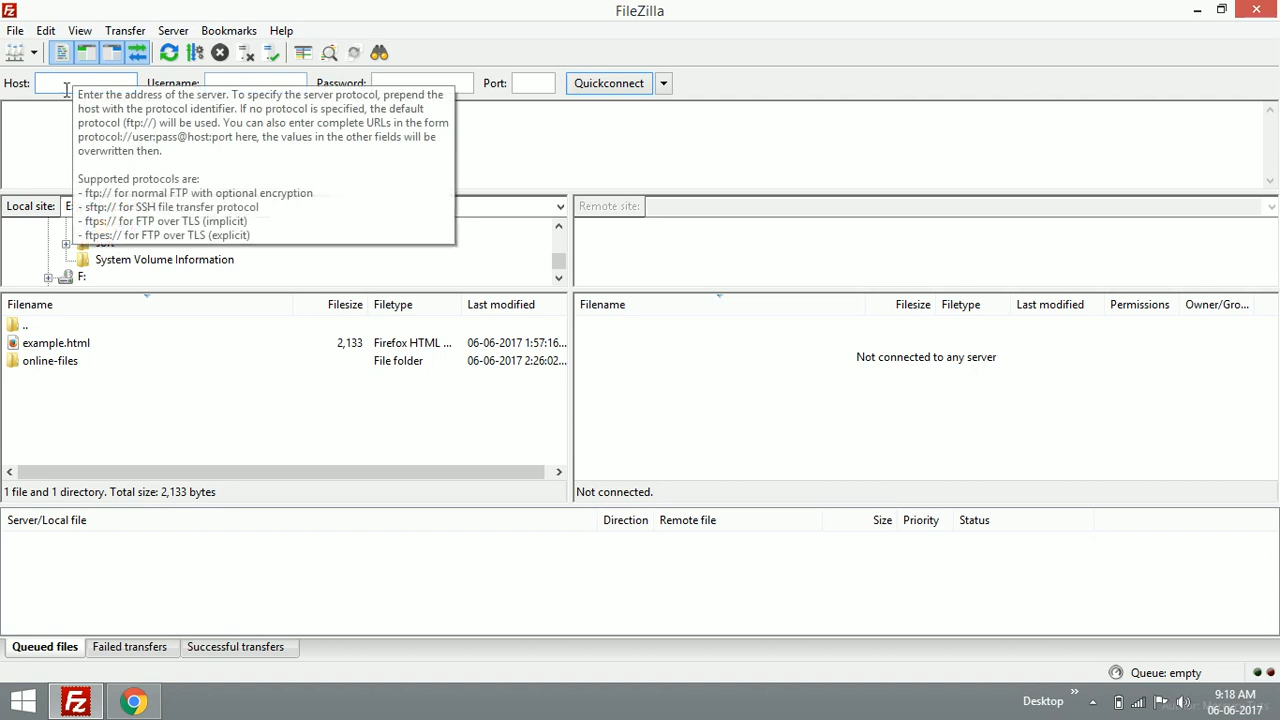 FileZilla
File Edit View Transfer Server Bookmarks Help
Host: Username: Password: Port: Quickconnect
Enter the address of the server. To specify the server protocol, prepend the
host with the protocol identifier. If no protocol is specified, the default
protocol (ftp://) will be used. You can also enter complete URLs in the form
protocol://user:pass@host:port here, the values in the other fields will be
overwritten then.
Supported protocols are:
- ftp:// for normal FTP with optional encryption
- sftp:// for SSH file transfer protocol
- ftps:// for FTP over TLS (implicit)
- ftpes:// for FTP over TLS (explicit)
Local site: Remote site:
System Volume Information
F:
Filename Filesize Filetype Last modified
..
example.html 2,133 Firefox HTML ... 06-06-2017 1:57:16...
online-files File folder 06-06-2017 2:26:02...
1 file and 1 directory. Total size: 2,133 bytes
Filename Filesize Filetype Last modified Permissions Owner/Gro...
Not connected to any server
Not connected.
Server/Local file Direction Remote file Size Priority Status
Queued files Failed transfers Successful transfers
Queue: empty
Desktop
9:18 AM
06-06-2017